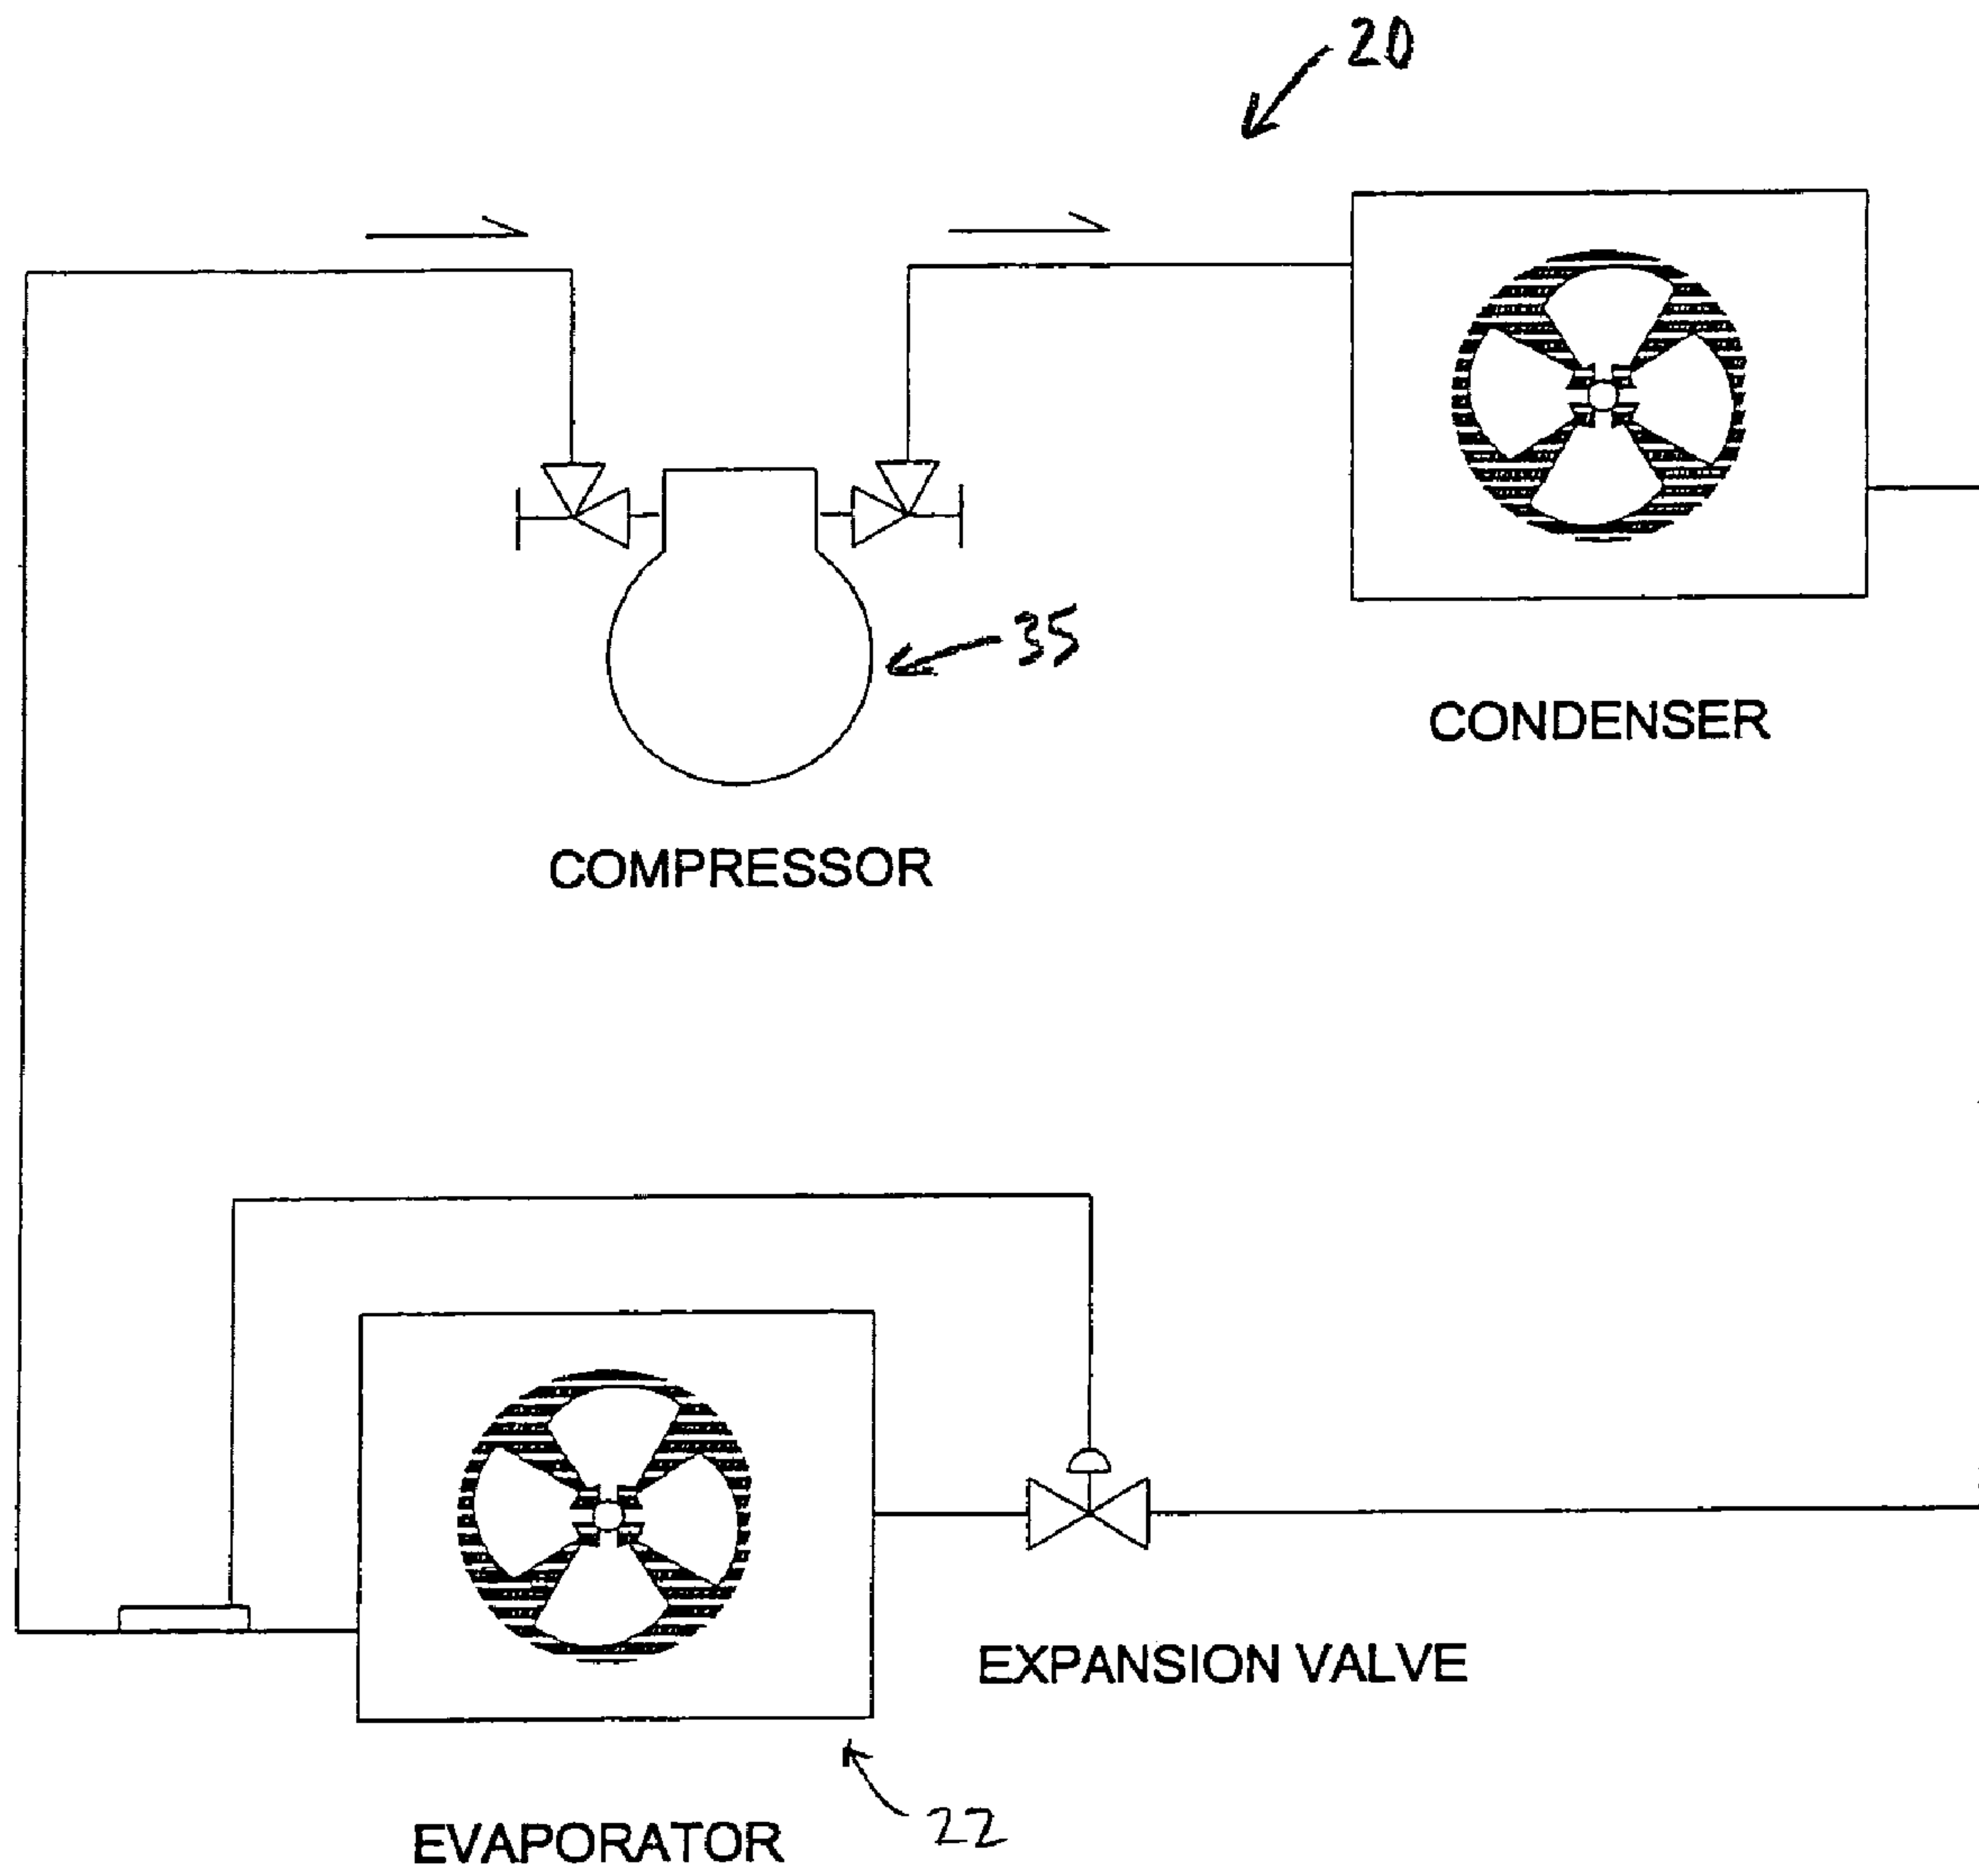 20
35
CONDENSER
COMPRESSOR
EXPANSION VALVE
22
EVAPORATOR